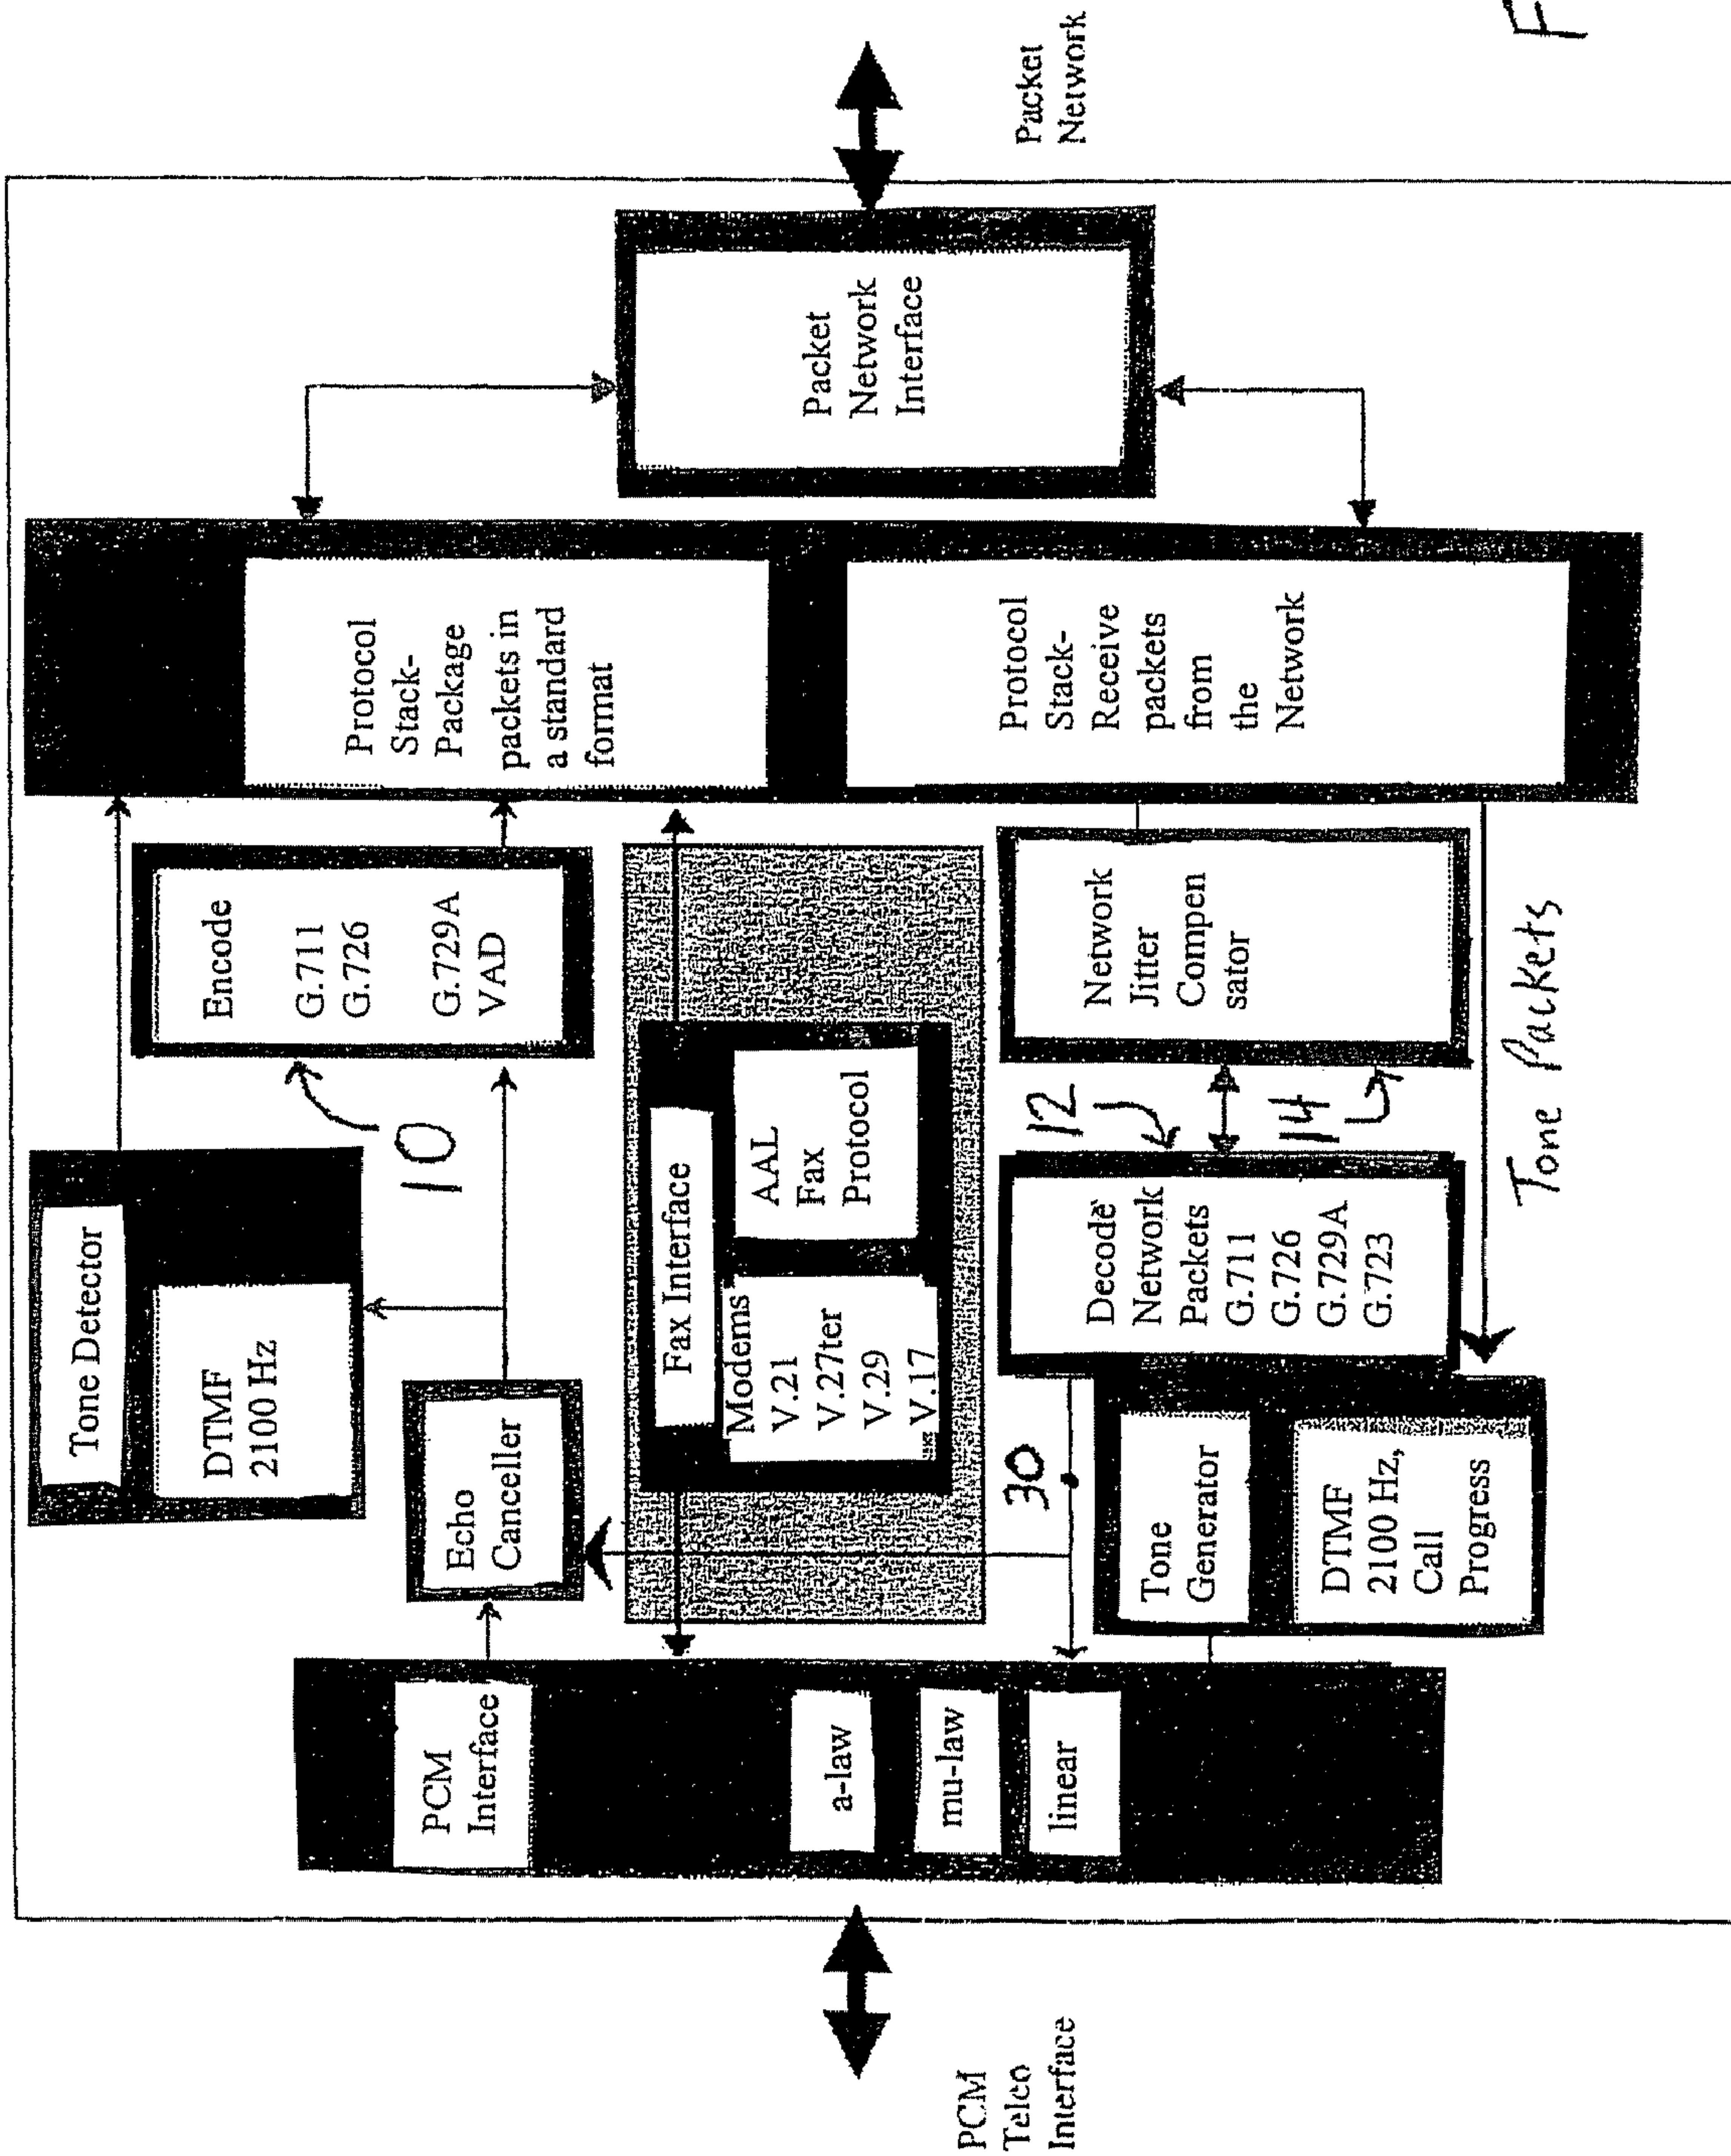 PCM
Telco
Interface
PCM
Interface
a-law
mu-law
linear
Tone Detector
DTMF
2100 Hz
Echo
Canceller
10
Encode
G.711
G.726
G.729A
VAD
Fax Interface
Modems
V.21
V.27ter
V.29
V.17
AAL
Fax
Protocol
30
Tone
Generator
DTMF
2100 Hz,
Call
Progress
12
Decode
Network
Packets
G.711
G.726
G.729A
G.723
14
Network
Jitter
Compen
sator
Tone Packets
Protocol
Stack-
Package
packets in
a standard
format
Protocol
Stack-
Receive
packets
from
the
Network
Packet
Network
Interface
Packet
Network